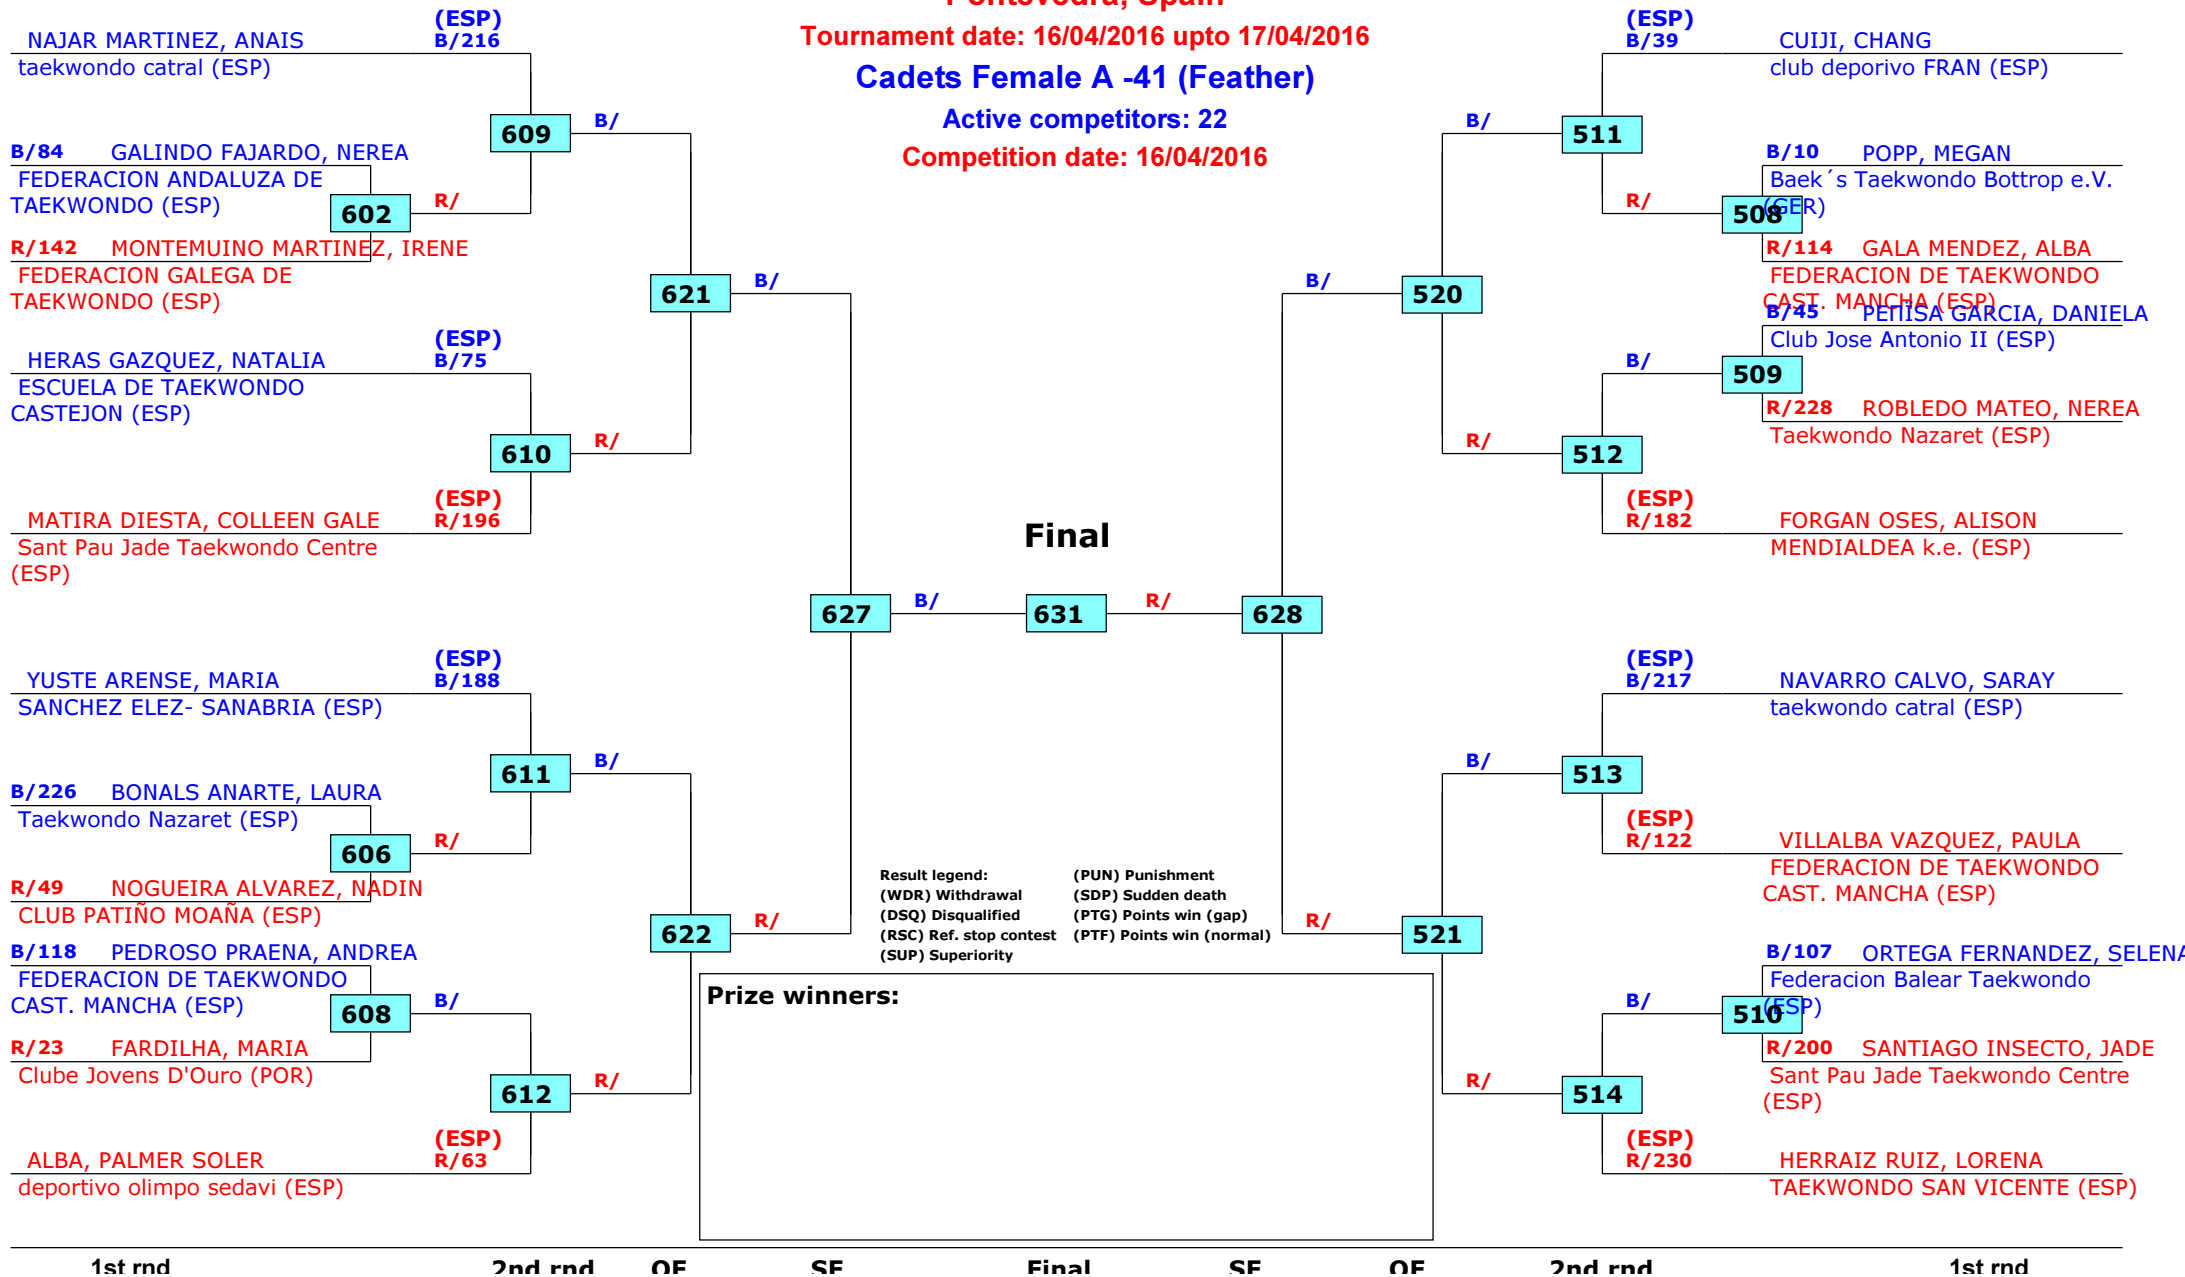 Pontevedra, Spain
Tournament date: 16/04/2016 upto 17/04/2016
Cadets Female A -41 (Feather)
Active competitors: 22
Competition date: 16/04/2016
(ESP)
NAJAR MARTINEZ, ANAIS B/216
taekwondo catral (ESP)
609 B/
B/84 GALINDO FAJARDO, NEREA
FEDERACION ANDALUZA DE
TAEKWONDO (ESP)
602 R/
R/142 MONTEMUINO MARTINEZ, IRENE
FEDERACION GALEGA DE
TAEKWONDO (ESP)
621 B/
(ESP)
HERAS GAZQUEZ, NATALIA B/75
ESCUELA DE TAEKWONDO
CASTEJON (ESP)
610 R/
(ESP)
MATIRA DIESTA, COLLEEN GALE R/196
Sant Pau Jade Taekwondo Centre
(ESP)
627 B/
(ESP)
YUSTE ARENSE, MARIA B/188
SANCHEZ ELEZ- SANABRIA (ESP)
611 B/
B/226 BONALS ANARTE, LAURA
Taekwondo Nazaret (ESP)
606 R/
R/49 NOGUEIRA ALVAREZ, NADIN
CLUB PATIÑO MOAÑA (ESP)
622 R/
B/118 PEDROSO PRAENA, ANDREA
FEDERACION DE TAEKWONDO
CAST. MANCHA (ESP)
608 B/
R/23 FARDILHA, MARIA
Clube Jovens D'Ouro (POR)
612 R/
(ESP)
ALBA, PALMER SOLER R/63
deportivo olimpo sedavi (ESP)
Final
631
(ESP)
B/39 CUIJI, CHANG
club deporivo FRAN (ESP)
B/ 511
B/10 POPP, MEGAN
Baek´s Taekwondo Bottrop e.V.
(GER)
R/ 508
R/114 GALA MENDEZ, ALBA
FEDERACION DE TAEKWONDO
CAST. MANCHA (ESP)
B/ 520
B/45 PEПÏSA GARCIA, DANIELA
Club Jose Antonio II (ESP)
B/ 509
R/228 ROBLEDO MATEO, NEREA
Taekwondo Nazaret (ESP)
R/ 512
(ESP)
R/182 FORGAN OSES, ALISON
MENDIALDEA k.e. (ESP)
R/ 628
(ESP)
B/217 NAVARRO CALVO, SARAY
taekwondo catral (ESP)
B/ 513
(ESP)
R/122 VILLALBA VAZQUEZ, PAULA
FEDERACION DE TAEKWONDO
CAST. MANCHA (ESP)
R/ 521
B/107 ORTEGA FERNANDEZ, SELENA
Federacion Balear Taekwondo
(ESP)
B/ 510
R/200 SANTIAGO INSECTO, JADE
Sant Pau Jade Taekwondo Centre
(ESP)
R/ 514
(ESP)
R/230 HERRAIZ RUIZ, LORENA
TAEKWONDO SAN VICENTE (ESP)
Result legend: (PUN) Punishment
(WDR) Withdrawal (SDP) Sudden death
(DSQ) Disqualified (PTG) Points win (gap)
(RSC) Ref. stop contest (PTF) Points win (normal)
(SUP) Superiority
Prize winners:
1st rnd 2nd rnd QF SF Final SF QF 2nd rnd 1st rnd